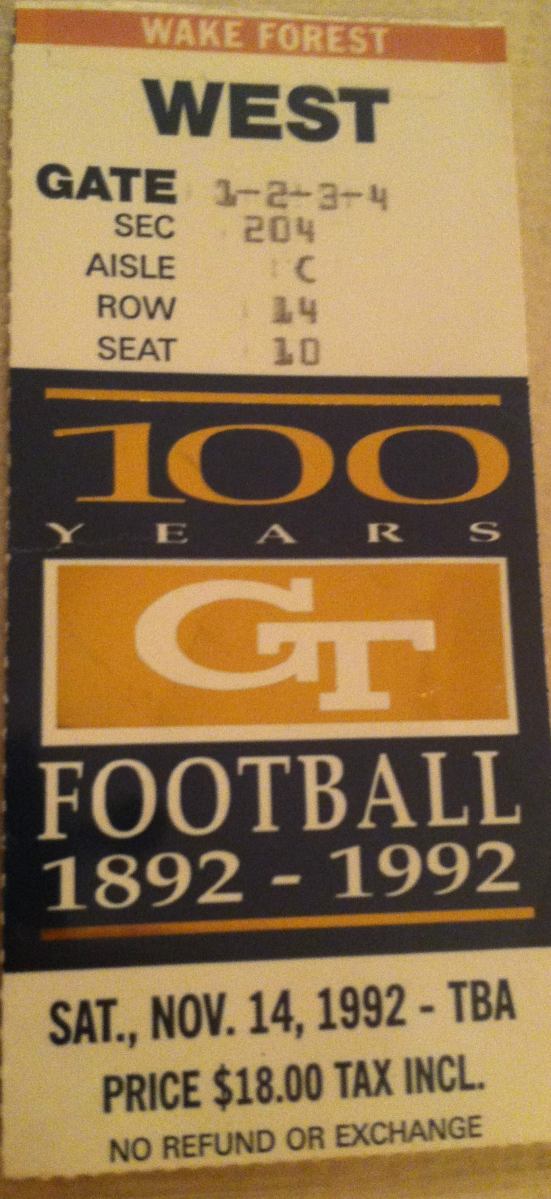 WAKE FOREST
WEST
GATE 1-2-3-4
SEC 204
AISLE C
ROW 14
SEAT 10
100
YEARS
GT
FOOTBALL
1892 - 1992
SAT., NOV. 14, 1992 - TBA
PRICE $18.00 TAX INCL.
NO REFUND OR EXCHANGE